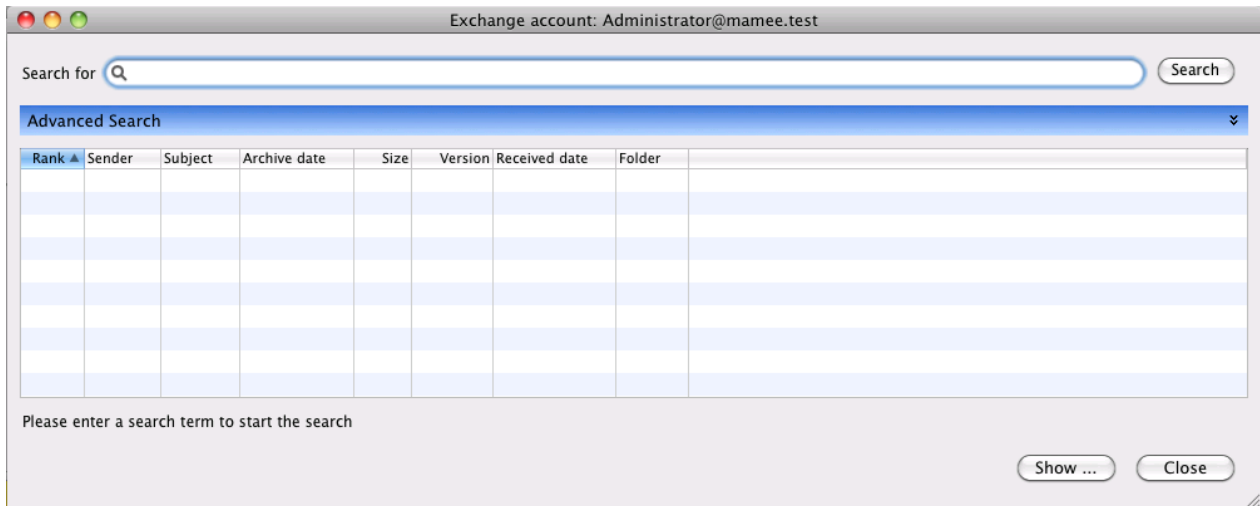 Exchange account: Administrator@mamee.test
Search for Search
Advanced Search
Rank Sender Subject Archive date Size Version Received date Folder
Please enter a search term to start the search
Show ... Close